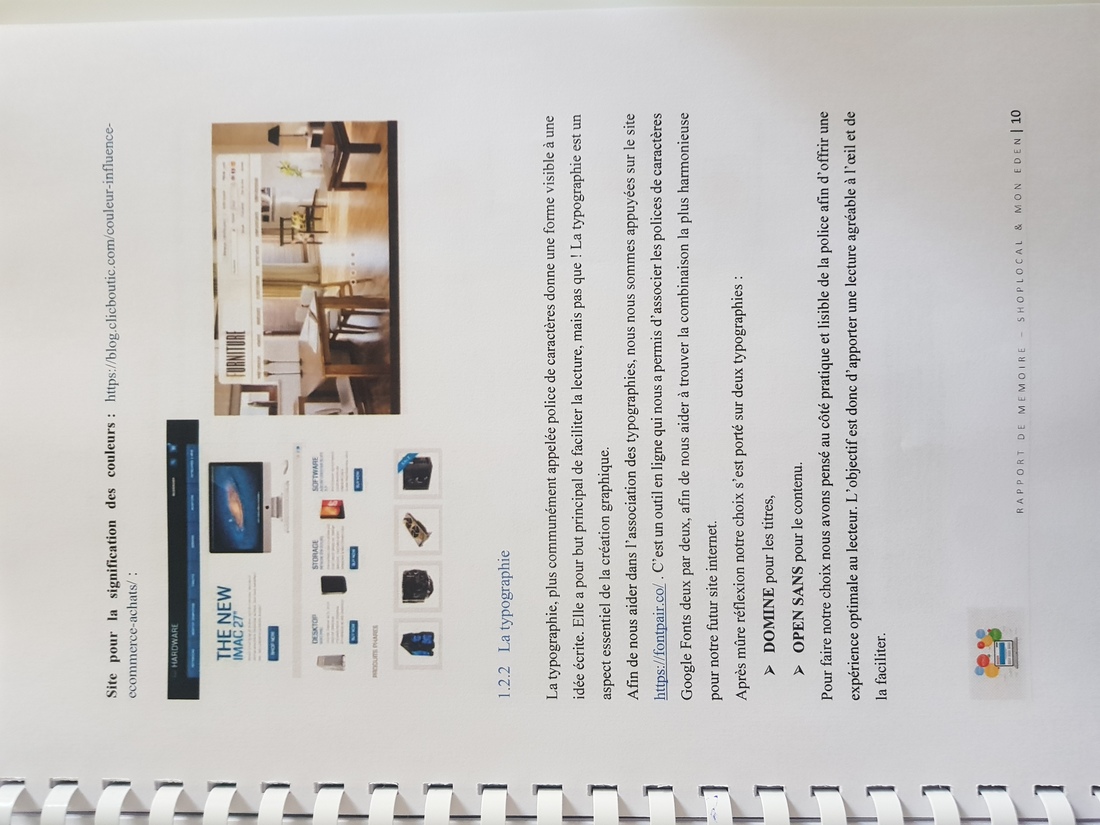 Site pour la signification des couleurs : https://blog.clicboutic.com/couleur-influence-
ecommerce-achats/ :
HARDWARE
THE NEW
IMAC 27"
SHOP NOW
DESKTOP
STORAGE
SOFTWARE
BUY NOW
BUY NOW
BUY NOW
PRODUITS PHARES
FURNITURE
1.2.2 La typographie
La typographie, plus communément appelée police de caractères donne une forme visible à une
idée écrite. Elle a pour but principal de faciliter la lecture, mais pas que ! La typographie est un
aspect essentiel de la création graphique.
Afin de nous aider dans l’association des typographies, nous nous sommes appuyées sur le site
https://fontpair.co/ . C’est un outil en ligne qui nous a permis d’associer les polices de caractères
Google Fonts deux par deux, afin de nous aider à trouver la combinaison la plus harmonieuse
pour notre futur site internet.
Après mûre réflexion notre choix s’est porté sur deux typographies :
➢ DOMINE pour les titres,
➢ OPEN SANS pour le contenu.
Pour faire notre choix nous avons pensé au côté pratique et lisible de la police afin d’offrir une
expérience optimale au lecteur. L’objectif est donc d’apporter une lecture agréable à l’œil et de
la faciliter.
RAPPORT DE MEMOIRE – SHOPLOCAL & MON EDEN | 10